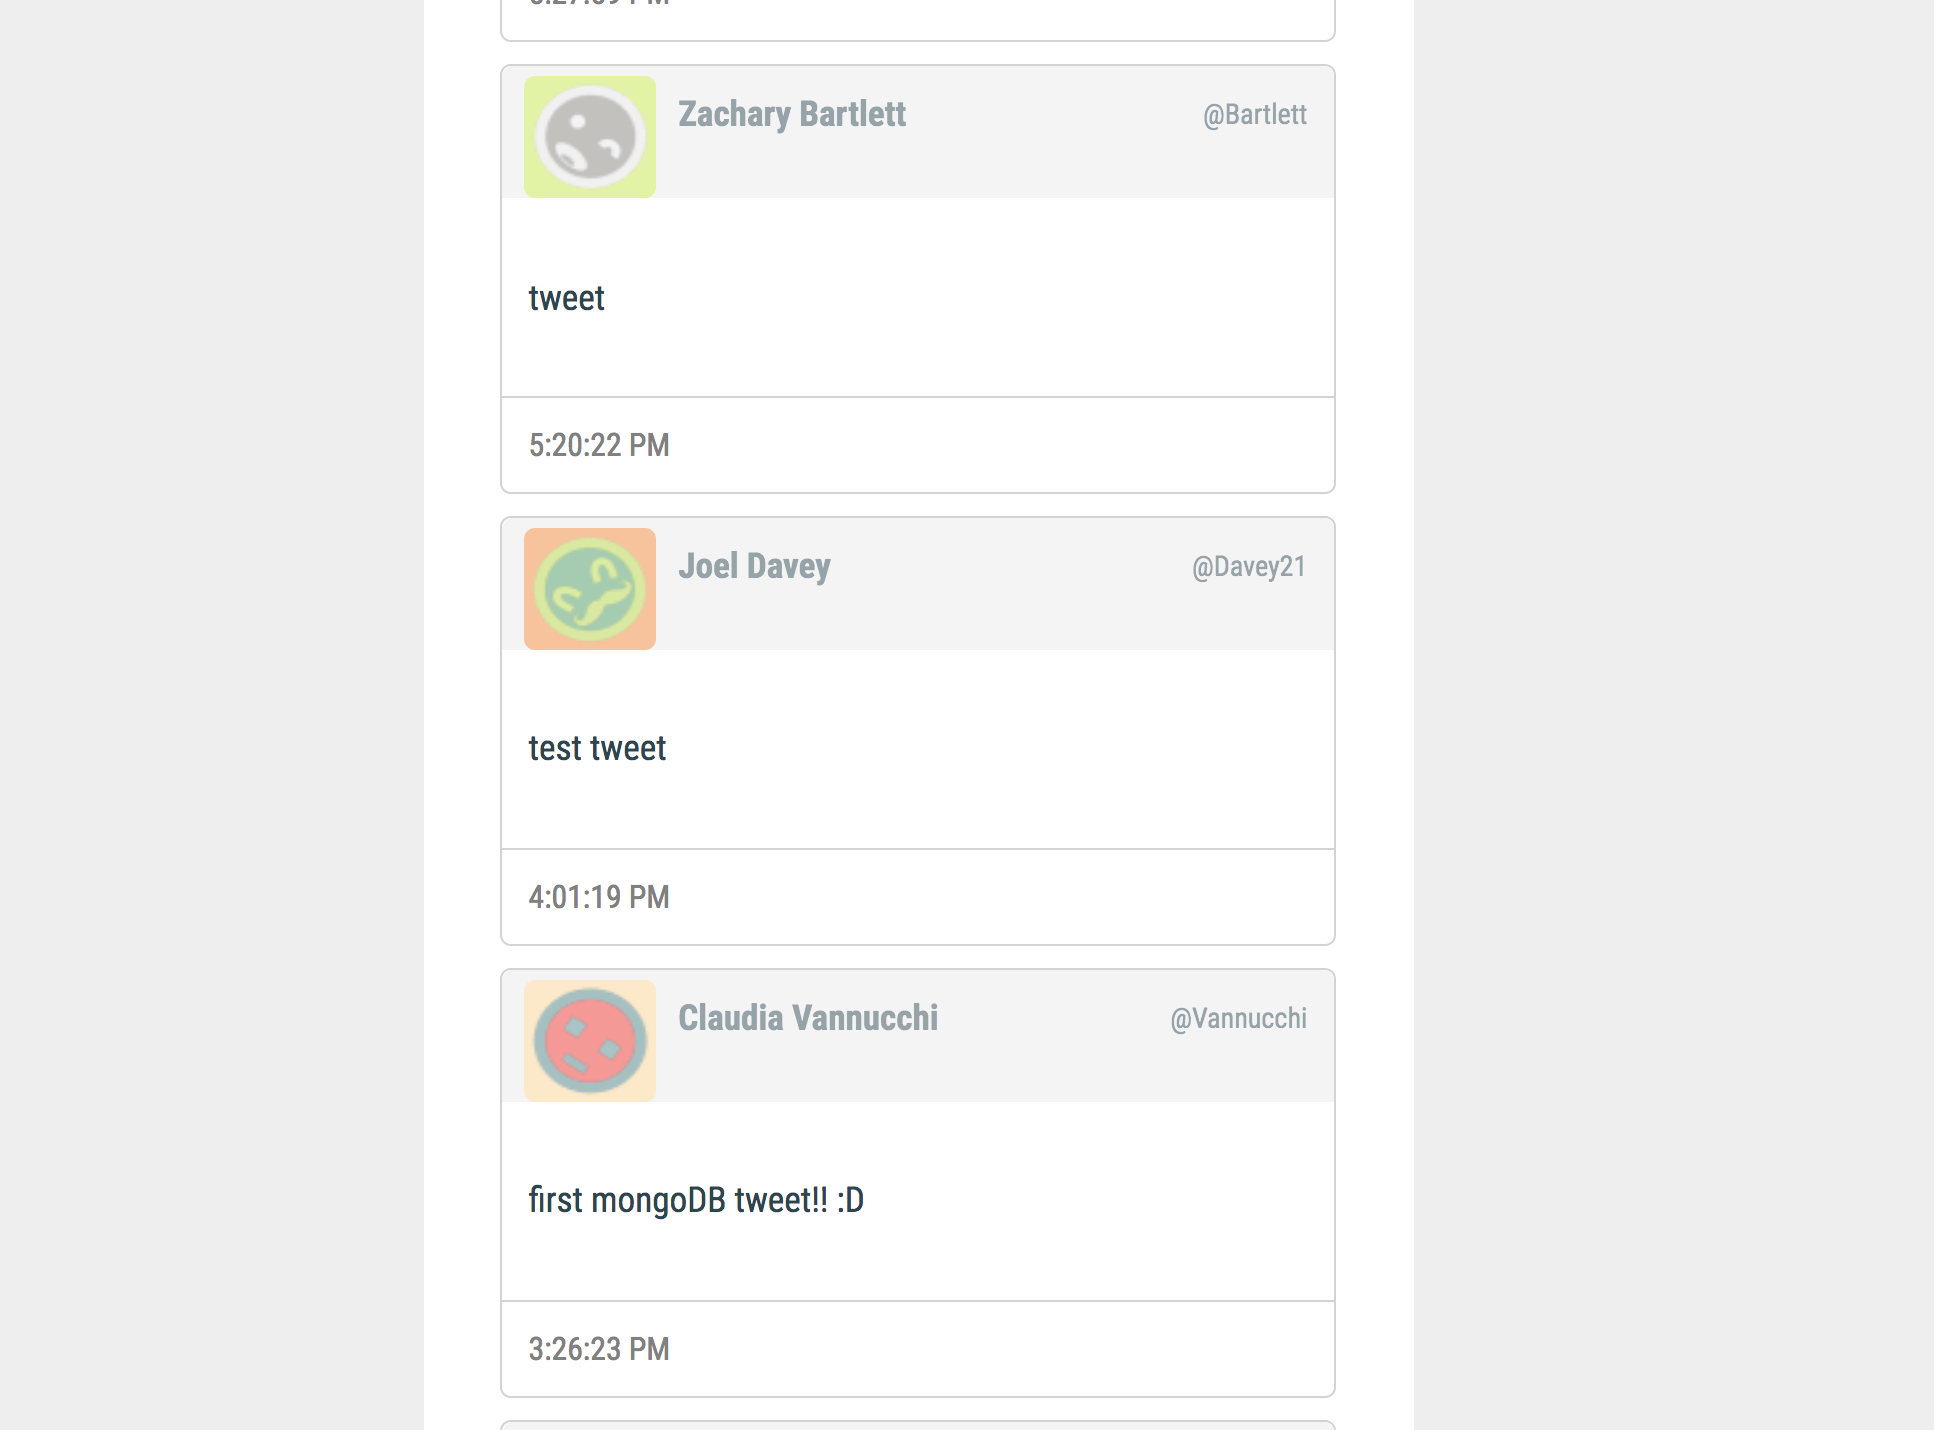 Zachary Bartlett @Bartlett
tweet
5:20:22 PM
Joel Davey @Davey21
test tweet
4:01:19 PM
Claudia Vannucchi @Vannucchi
first mongoDB tweet!! :D
3:26:23 PM